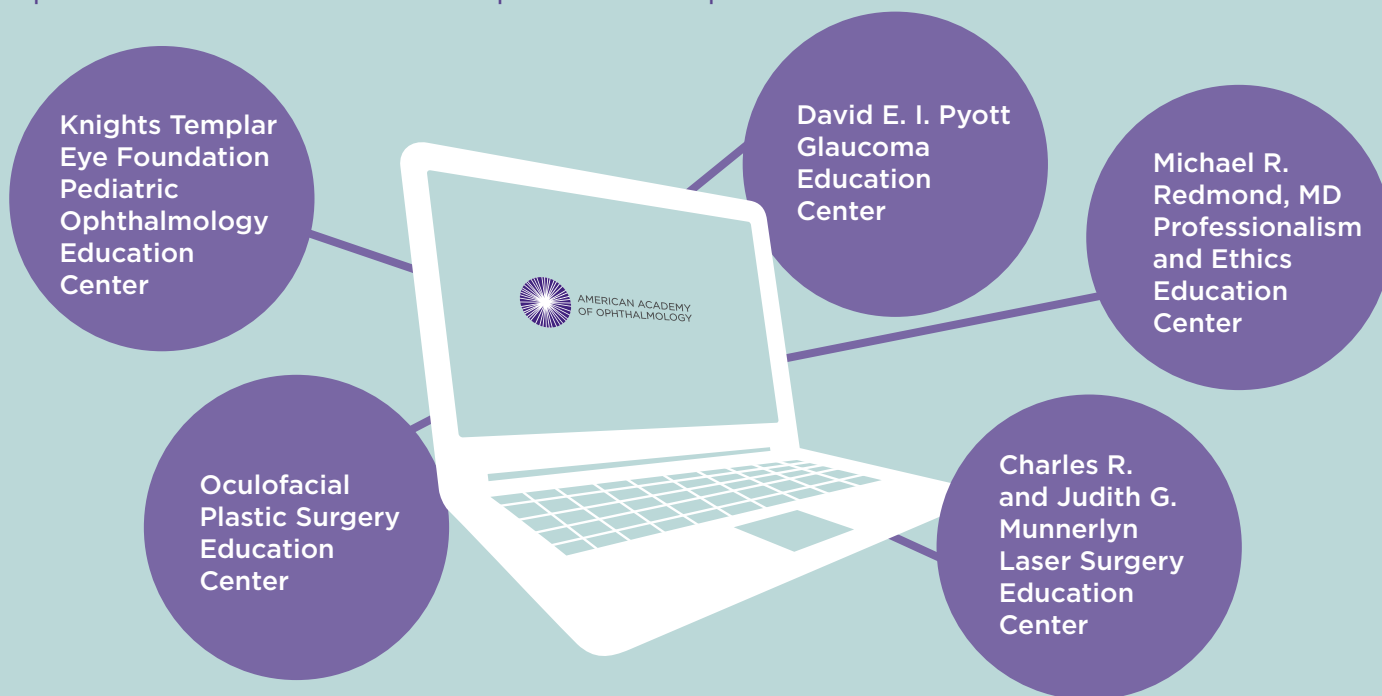 Knights Templar
Eye Foundation
Pediatric
Ophthalmology
Education
Center
David E. I. Pyott
Glaucoma
Education
Center
Michael R.
Redmond, MD
Professionalism
and Ethics
Education
Center
AMERICAN ACADEMY
OF OPHTHALMOLOGY
Oculofacial
Plastic Surgery
Education
Center
Charles R.
and Judith G.
Munnerlyn
Laser Surgery
Education
Center